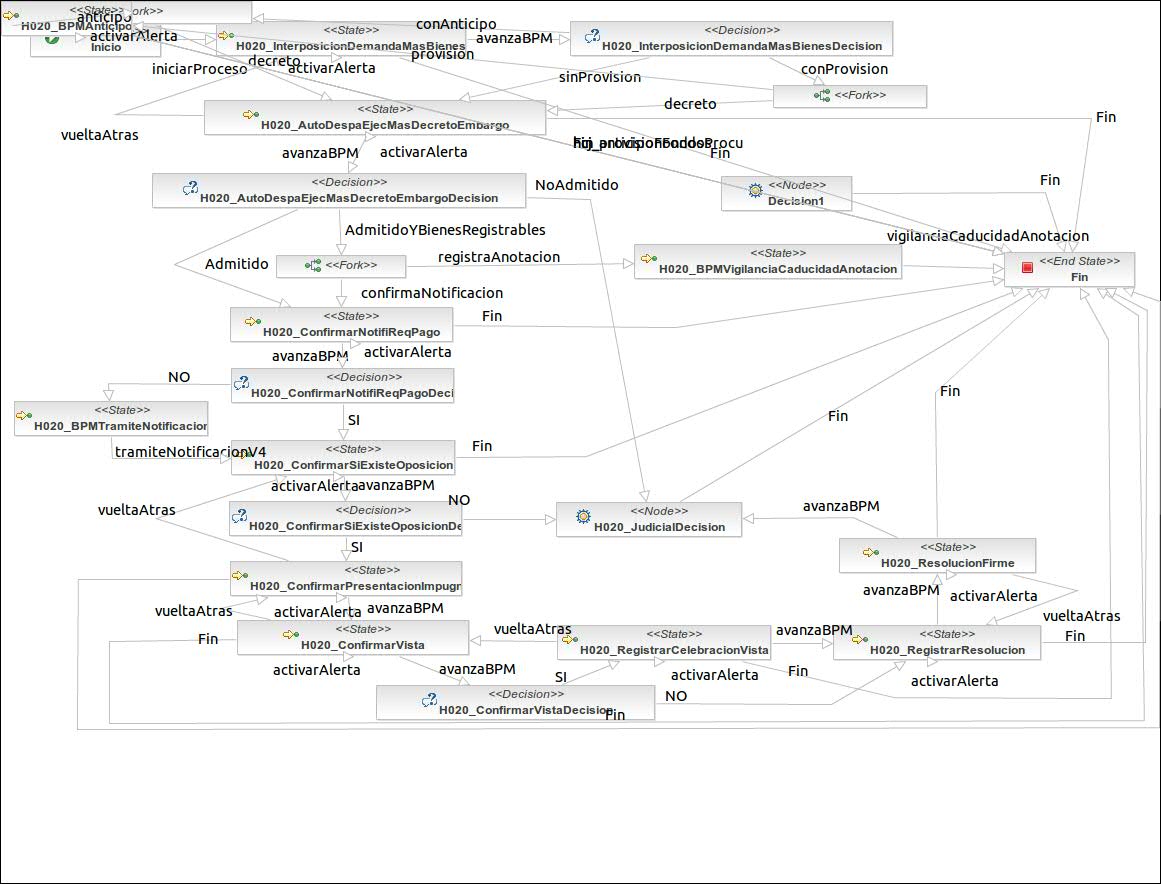 <<State>>
ork>>
anticipo
H020_BPMAnticipo
activarAlerta
Inicio
<<State>>
H020_InterposicionDemandaMasBienes
conAnticipo
avanzaBPM
provision
<<Decision>>
H020_InterposicionDemandaMasBienesDecision
iniciarProceso
decreto
activarAlerta
sinProvision
conProvision
<<Fork>>
decreto
<<State>>
H020_AutoDespaEjecMasDecretoEmbargo
vueltaAtras
Fin
avanzaBPM
activarAlerta
Fin
<<Decision>>
H020_AutoDespaEjecMasDecretoEmbargoDecision
NoAdmitido
<<Node>>
Decision1
Fin
AdmitidoYBienesRegistrables
vigilanciaCaducidadAnotacion
Admitido
<<Fork>>
registraAnotacion
<<State>>
H020_BPMVigilanciaCaducidadAnotacion
<<End State>>
Fin
confirmaNotificacion
<<State>>
H020_ConfirmarNotifiReqPago
Fin
avanzaBPM
activarAlerta
NO
<<Decision>>
H020_ConfirmarNotifiReqPagoDeci
Fin
<<State>>
H020_BPMTramiteNotificacion
SI
Fin
tramiteNotificacionV4
<<State>>
H020_ConfirmarSiExisteOposicion
Fin
activarAlerta
avanzaBPM
NO
vueltaAtras
<<Decision>>
H020_ConfirmarSiExisteOposicionDe
<<Node>>
H020_JudicialDecision
avanzaBPM
SI
<<State>>
H020_ResolucionFirme
<<State>>
H020_ConfirmarPresentacionImpugn
avanzaBPM
activarAlerta
vueltaAtras
activarAlerta
avanzaBPM
vueltaAtras
Fin
<<State>>
H020_ConfirmarVista
vueltaAtras
<<State>>
H020_RegistrarCelebracionVista
avanzaBPM
<<State>>
H020_RegistrarResolucion
Fin
activarAlerta
avanzaBPM
SI
activarAlerta
Fin
activarAlerta
<<Decision>>
H020_ConfirmarVistaDecision
NO
Fin